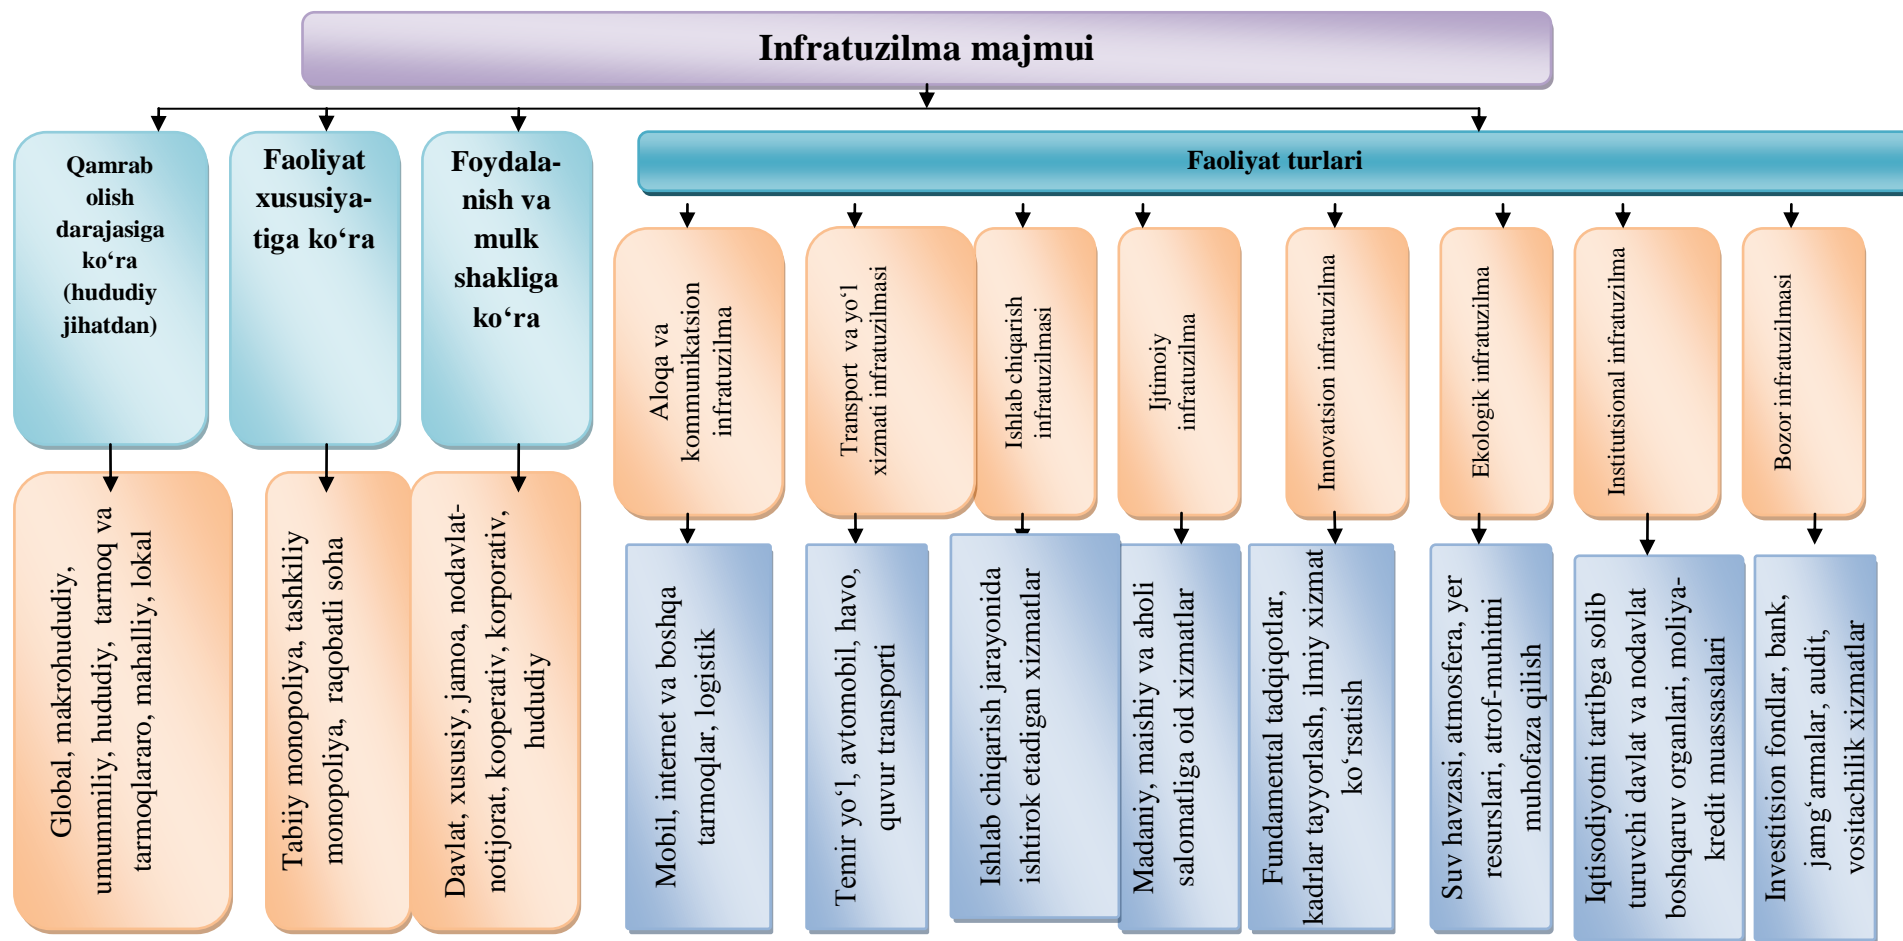 Infratuzilma majmui
Qamrab
olish
darajasiga
ko‘ra
(hududiy
jihatdan)
Faoliyat
xususiya-
tiga ko‘ra
Foydala-
nish va
mulk
shakliga
ko‘ra
Faoliyat turlari
Aloqa va
kommunikatsion
infratuzilma
Transport va yo‘l
xizmati infratuzilmasi
Ishlab chiqarish
infratuzilmasi
Ijtimoiy
infratuzilma
Innovatsion infratuzilma
Ekologik infratuzilma
Institutsional infratuzilma
Bozor infratuzilmasi
Global, makrohududiy,
umummiliy, hududiy, tarmoq va
tarmoqlararo, mahalliy, lokal
Tabiiy monopoliya, tashkiliy
monopoliya, raqobatli soha
Davlat, xususiy, jamoa, nodavlat-
notijorat, kooperativ, korporativ,
hududiy
Mobil, internet va boshqa
tarmoqlar, logistik
Temir yo‘l, avtomobil, havo,
quvur transporti
Ishlab chiqarish jarayonida
ishtirok etadigan xizmatlar
Madaniy, maishiy va aholi
salomatliga oid xizmatlar
Fundamental tadqiqotlar,
kadrlar tayyorlash, ilmiy xizmat
ko‘rsatish
Suv havzasi, atmosfera, yer
resurslari, atrof-muhitni
muhofaza qilish
Iqtisodiyotni tartibga solib
turuvchi davlat va nodavlat
boshqaruv organlari, moliya-
kredit muassasalari
Investitsion fondlar, bank,
jamg‘armalar, audit,
vositachilik xizmatlar